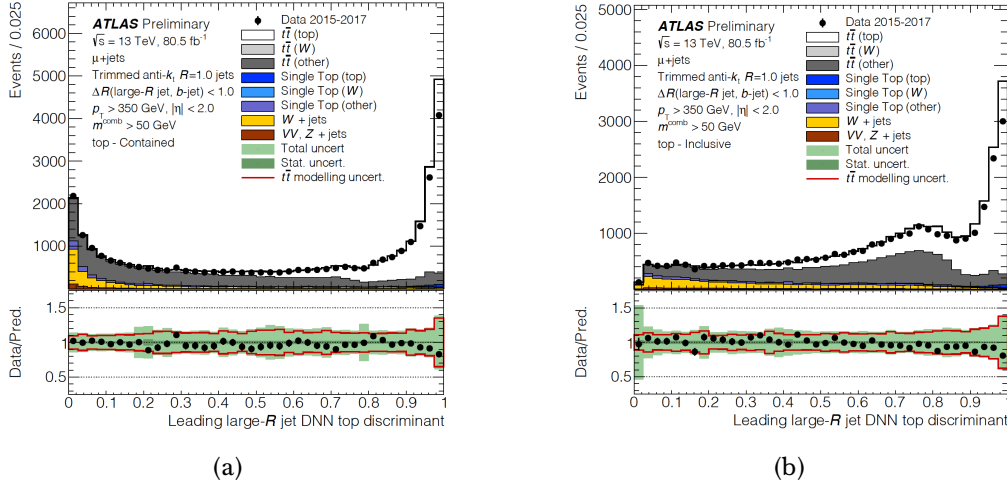 Events / 0.025
6000
5000
4000
3000
2000
1000
ATLAS Preliminary
√s = 13 TeV, 80.5 fb⁻¹
μ+jets
Trimmed anti-kₜ R=1.0 jets
ΔR(large-R jet, b-jet) < 1.0
p_T > 350 GeV, |η| < 2.0
m^comb > 50 GeV
top - Contained
Data 2015-2017
tt̄ (top)
tt̄ (W)
tt̄ (other)
Single Top (top)
Single Top (W)
Single Top (other)
W + jets
VV, Z + jets
Total uncert
Stat. uncert.
tt̄ modelling uncert.
Data/Pred.
1.5
1
0.5
0 0.1 0.2 0.3 0.4 0.5 0.6 0.7 0.8 0.9 1
Leading large-R jet DNN top discriminant
(a)
Events / 0.025
5000
4000
3000
2000
1000
ATLAS Preliminary
√s = 13 TeV, 80.5 fb⁻¹
μ+jets
Trimmed anti-kₜ R=1.0 jets
ΔR(large-R jet, b-jet) < 1.0
p_T > 350 GeV, |η| < 2.0
m^comb > 50 GeV
top - Inclusive
Data 2015-2017
tt̄ (top)
tt̄ (W)
tt̄ (other)
Single Top (top)
Single Top (W)
Single Top (other)
W + jets
VV, Z + jets
Total uncert
Stat. uncert.
tt̄ modelling uncert.
Data/Pred.
1.5
1
0.5
0 0.1 0.2 0.3 0.4 0.5 0.6 0.7 0.8 0.9 1
Leading large-R jet DNN top discriminant
(b)